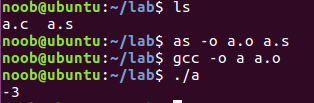 noob@ubuntu:~/lab$ ls
a.c  a.s
noob@ubuntu:~/lab$ as -o a.o a.s
noob@ubuntu:~/lab$ gcc -o a a.o
noob@ubuntu:~/lab$ ./a
-3